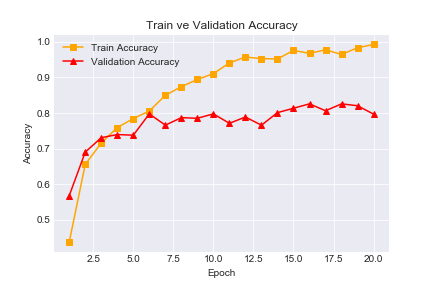 Train ve Validation Accuracy
Train Accuracy
Validation Accuracy
1.0
0.9
0.8
0.7
0.6
0.5
Accuracy
2.5 5.0 7.5 10.0 12.5 15.0 17.5 20.0
Epoch